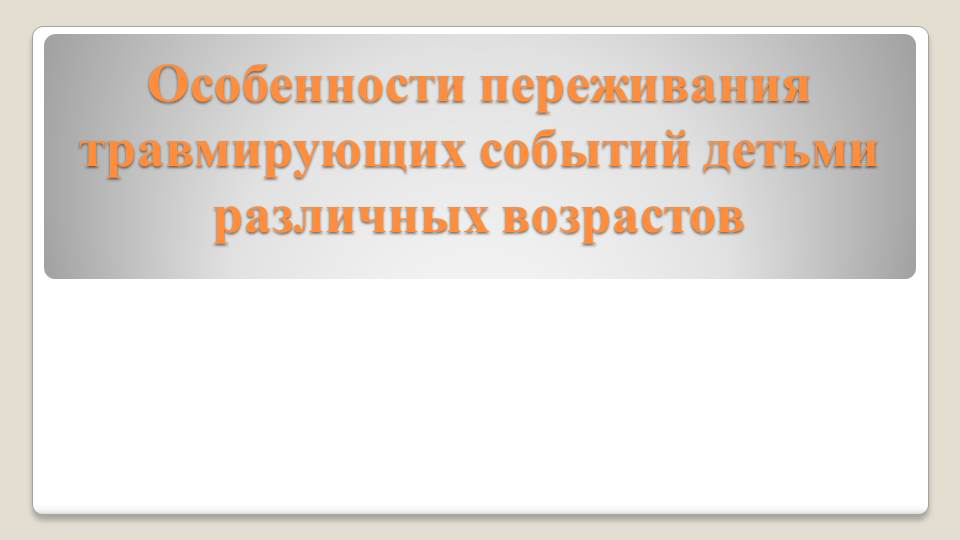 Особенности переживания
травмирующих событий детьми
различных возрастов